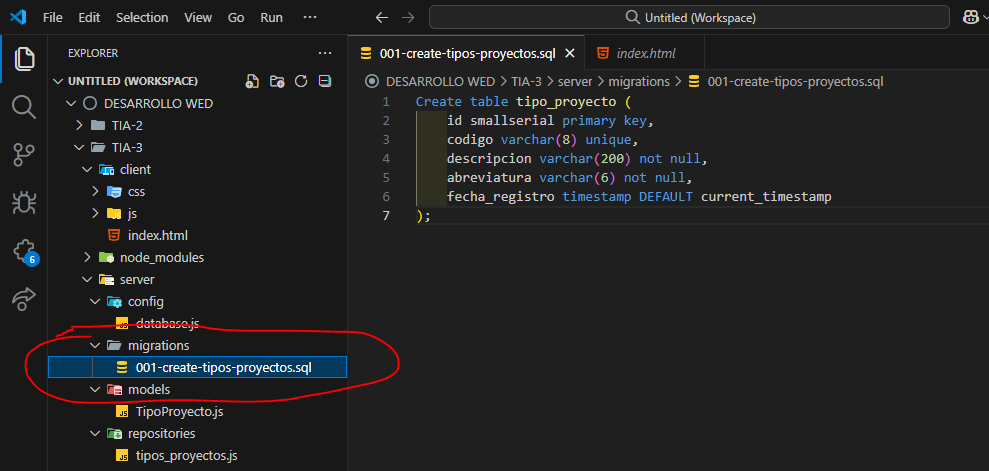 File Edit Selection View Go Run ···
Untitled (Workspace)
EXPLORER ···
UNTITLED (WORKSPACE)
DESARROLLO WED
TIA-2
TIA-3
client
css
js
index.html
node_modules
server
config
database.js
migrations
001-create-tipos-proyectos.sql
models
TipoProyecto.js
repositories
tipos_proyectos.js
6
001-create-tipos-proyectos.sql index.html
DESARROLLO WED > TIA-3 > server > migrations > 001-create-tipos-proyectos.sql
1 Create table tipo_proyecto (
2 id smallserial primary key,
3 codigo varchar(8) unique,
4 descripcion varchar(200) not null,
5 abreviatura varchar(6) not null,
6 fecha_registro timestamp DEFAULT current_timestamp
7 );